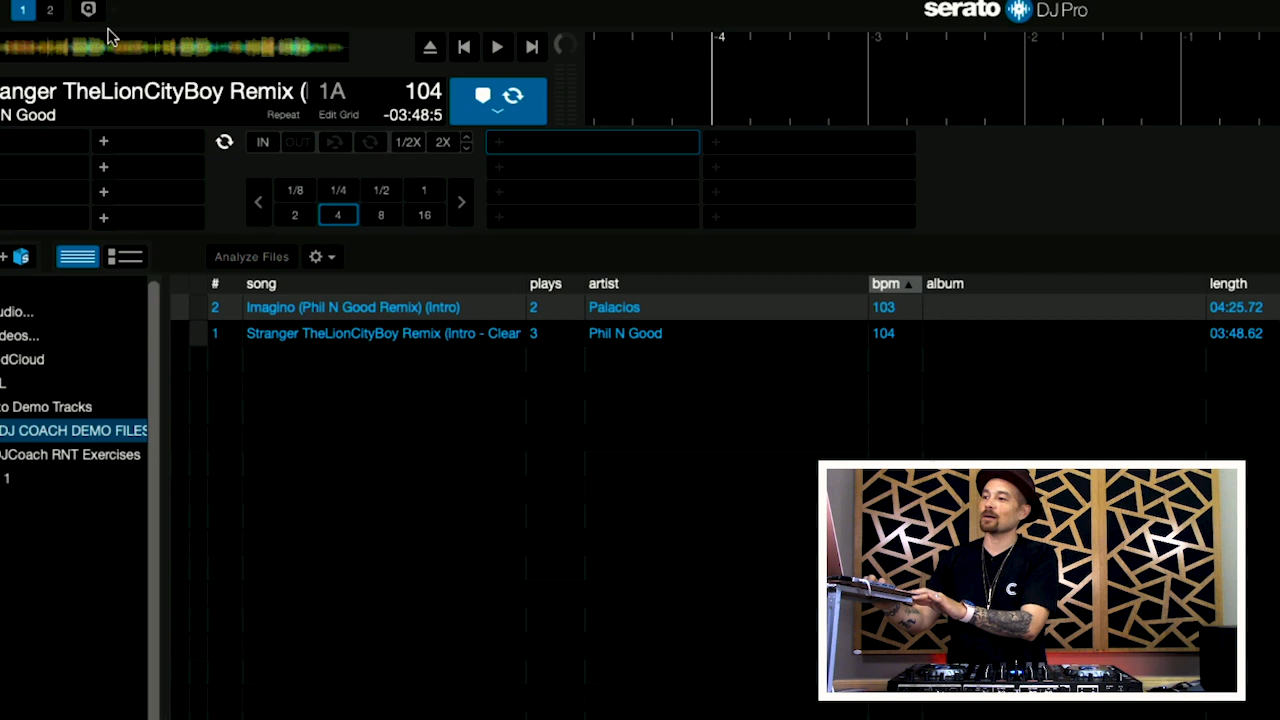 1 2
serato DJ Pro
-4 -3 -2 -1
anger TheLionCityBoy Remix ( 1A 104
N Good Repeat Edit Grid -03:48:5
+ IN OUT 1/2X 2X + +
+ + +
+ 1/8 1/4 1/2 1 + +
+ 2 4 8 16 + +
+ Analyze Files
# song plays artist bpm album length
2 Imagino (Phil N Good Remix) (Intro) 2 Palacios 103 04:25.72
1 Stranger TheLionCityBoy Remix (Intro - Clean 3 Phil N Good 104 03:48.62
udio...
deos...
dCloud
L
to Demo Tracks
DJ COACH DEMO FILES
JCoach RNT Exercises
1
C